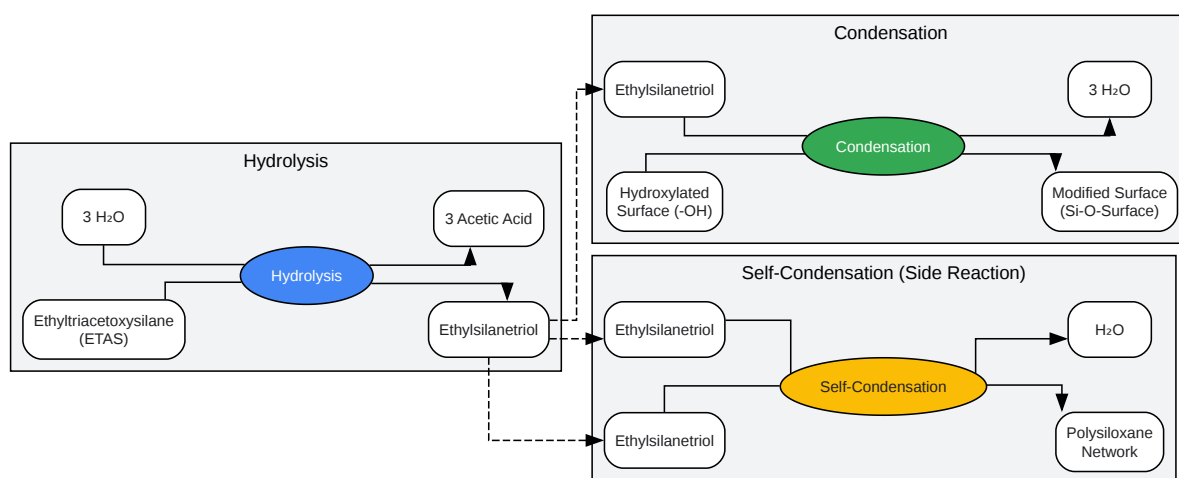 Hydrolysis
3 H₂O
3 Acetic Acid
Hydrolysis
Ethyltriacetoxysilane
(ETAS)
Ethylsilanetriol
Condensation
Ethylsilanetriol
3 H₂O
Condensation
Hydroxylated
Surface (-OH)
Modified Surface
(Si-O-Surface)
Self-Condensation (Side Reaction)
Ethylsilanetriol
H₂O
Self-Condensation
Ethylsilanetriol
Polysiloxane
Network